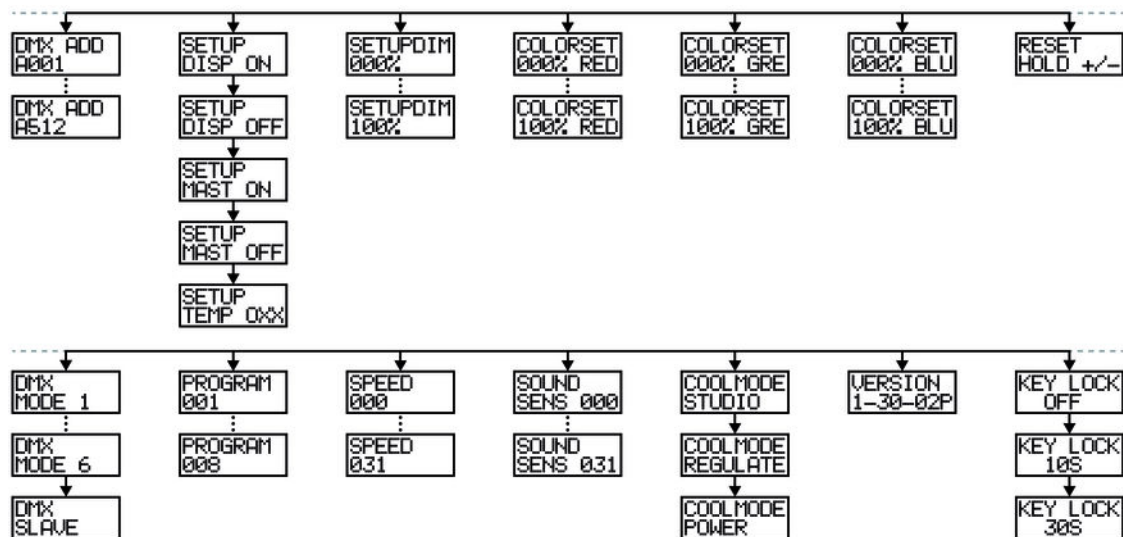 DMX ADD
A001
SETUP
DISP ON
SETUPDIM
000%
COLORSET
000% RED
COLORSET
000% GRE
COLORSET
000% BLU
RESET
HOLD +/-
DMX ADD
A512
SETUP
DISP OFF
SETUPDIM
100%
COLORSET
100% RED
COLORSET
100% GRE
COLORSET
100% BLU
SETUP
MAST ON
SETUP
MAST OFF
SETUP
TEMP 0XX
DMX
MODE 1
PROGRAM
001
SPEED
000
SOUND
SENS 000
COOLMODE
STUDIO
VERSION
1-30-02P
KEY LOCK
OFF
DMX
MODE 6
PROGRAM
008
SPEED
031
SOUND
SENS 031
COOLMODE
REGULATE
KEY LOCK
10S
DMX
SLAVE
COOLMODE
POWER
KEY LOCK
30S